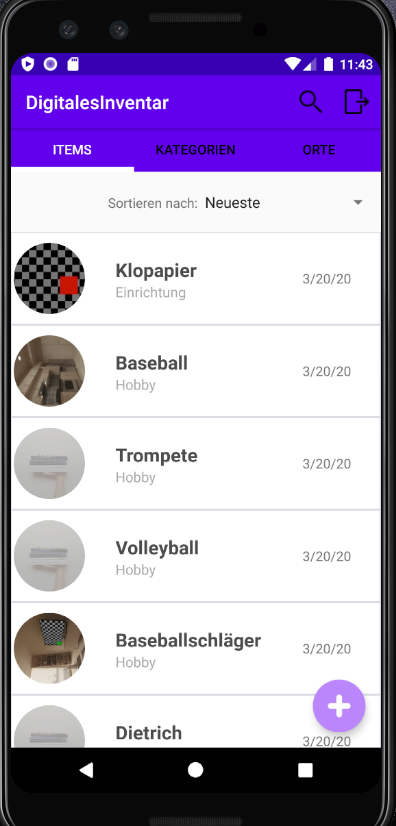 11:43
DigitalesInventar
ITEMS KATEGORIEN ORTE
Sortieren nach: Neueste
Klopapier
Einrichtung
3/20/20
Baseball
Hobby
3/20/20
Trompete
Hobby
3/20/20
Volleyball
Hobby
3/20/20
Baseballschläger
Hobby
3/20/20
Dietrich
3/20/20